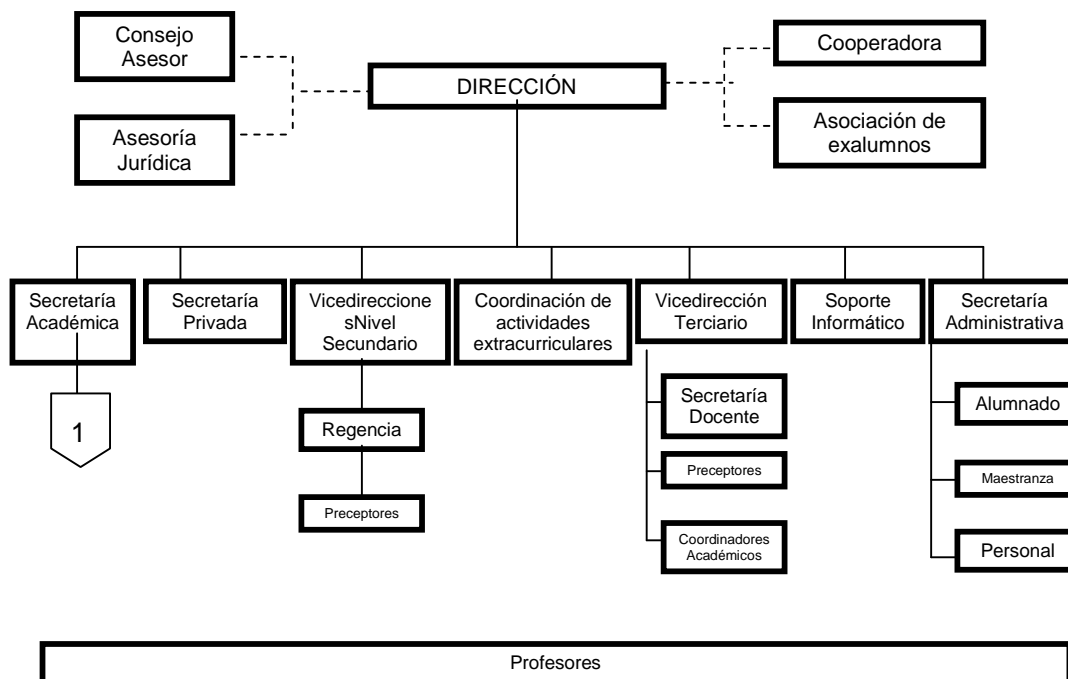 Consejo
Asesor
Cooperadora
DIRECCIÓN
Asesoría
Jurídica
Asociación de
exalumnos
Secretaría
Académica
Secretaría
Privada
Vicedireccione
sNivel
Secundario
Coordinación de
actividades
extracurriculares
Vicedirección
Terciario
Soporte
Informático
Secretaría
Administrativa
1
Regencia
Preceptores
Secretaría
Docente
Preceptores
Coordinadores
Académicos
Alumnado
Maestranza
Personal
Profesores